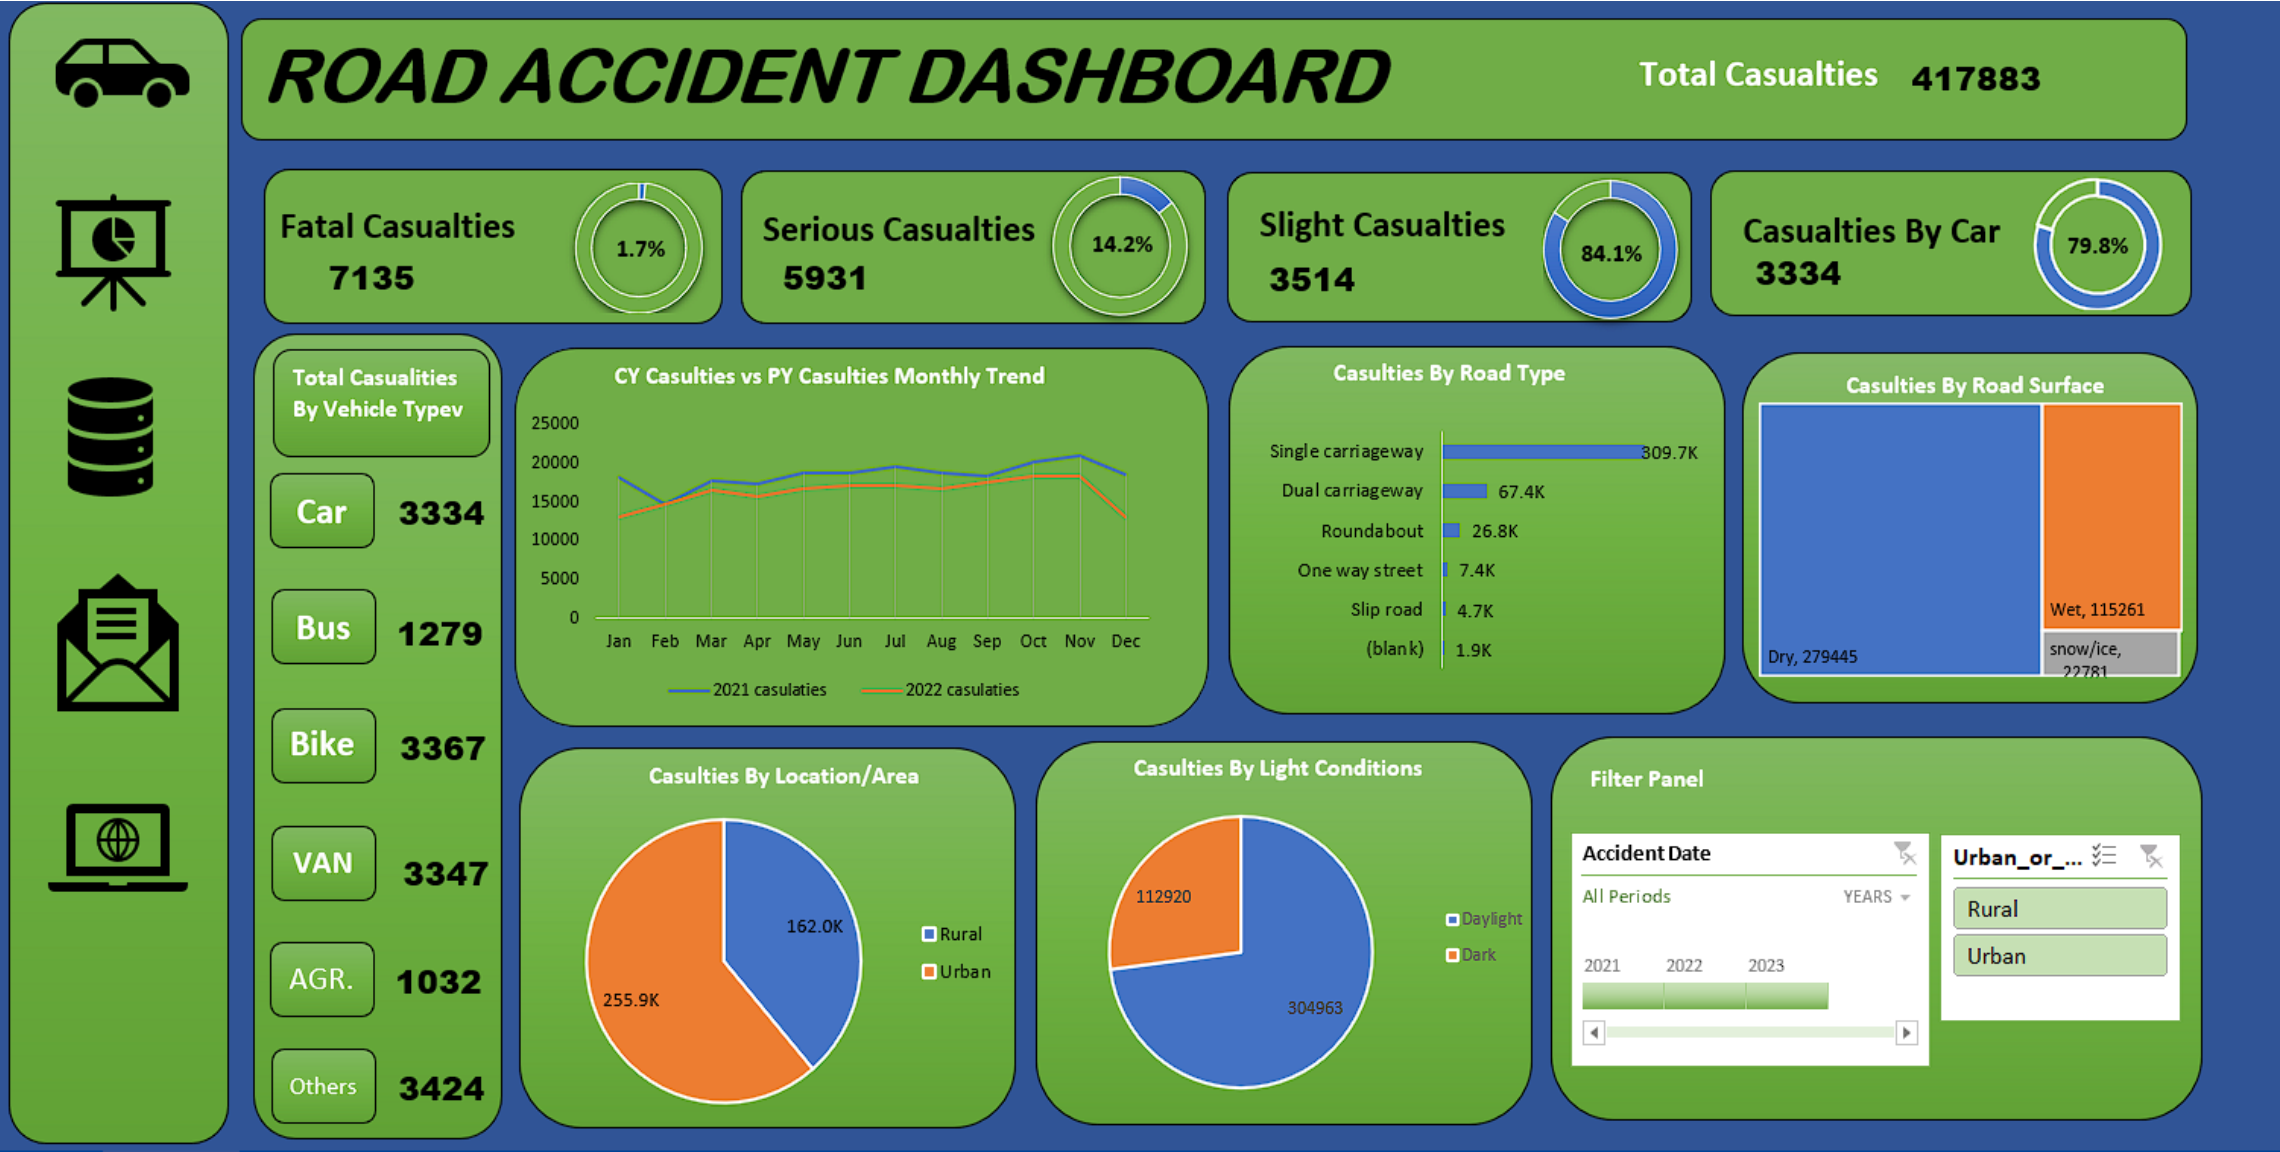 ROAD ACCIDENT DASHBOARD
Total Casualties 417883
Fatal Casualties
7135
1.7%
Serious Casualties
5931
14.2%
Slight Casualties
3514
84.1%
Casualties By Car
3334
79.8%
Total Casualities
By Vehicle Typev
Car 3334
Bus 1279
Bike 3367
VAN 3347
AGR. 1032
Others 3424
CY Casulties vs PY Casulties Monthly Trend
25000
20000
15000
10000
5000
0
Jan Feb Mar Apr May Jun Jul Aug Sep Oct Nov Dec
2021 casulaties 2022 casulaties
Casulties By Road Type
Single carriageway 309.7K
Dual carriageway 67.4K
Roundabout 26.8K
One way street 7.4K
Slip road 4.7K
(blank) 1.9K
Casulties By Road Surface
Dry, 279445
Wet, 115261
snow/ice,
22781
Casulties By Location/Area
162.0K
255.9K
Rural
Urban
Casulties By Light Conditions
112920
304963
Daylight
Dark
Filter Panel
Accident Date
All Periods YEARS
2021 2022 2023
Urban_or_...
Rural
Urban